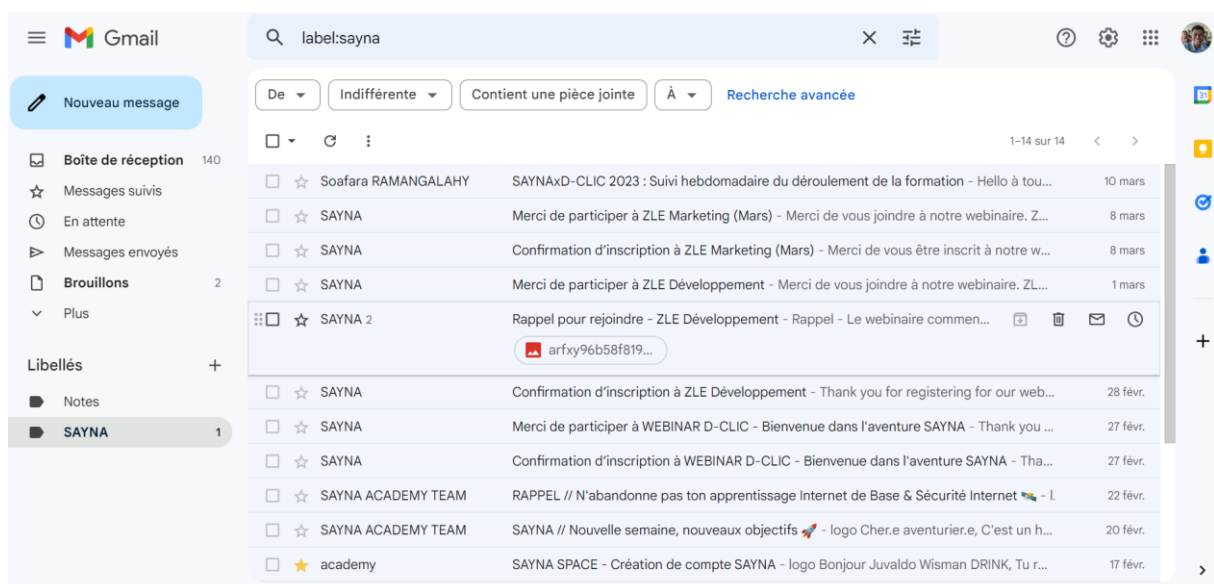 Gmail
label:sayna
Nouveau message
De Indifférente Contient une pièce jointe À Recherche avancée
1–14 sur 14
Boîte de réception 140
Messages suivis
En attente
Messages envoyés
Brouillons 2
Plus
Libellés
Notes
SAYNA 1
Soafara RAMANGALAHY SAYNAxD-CLIC 2023 : Suivi hebdomadaire du déroulement de la formation - Hello à tou... 10 mars
SAYNA Merci de participer à ZLE Marketing (Mars) - Merci de vous joindre à notre webinaire. Z... 8 mars
SAYNA Confirmation d'inscription à ZLE Marketing (Mars) - Merci de vous être inscrit à notre w... 8 mars
SAYNA Merci de participer à ZLE Développement - Merci de vous joindre à notre webinaire. ZL... 1 mars
SAYNA 2 Rappel pour rejoindre - ZLE Développement - Rappel - Le webinaire commen...
arfxy96b58f819...
SAYNA Confirmation d'inscription à ZLE Développement - Thank you for registering for our web... 28 févr.
SAYNA Merci de participer à WEBINAR D-CLIC - Bienvenue dans l'aventure SAYNA - Thank you ... 27 févr.
SAYNA Confirmation d'inscription à WEBINAR D-CLIC - Bienvenue dans l'aventure SAYNA - Tha... 27 févr.
SAYNA ACADEMY TEAM RAPPEL // N'abandonne pas ton apprentissage Internet de Base & Sécurité Internet 🛰️ - l. 22 févr.
SAYNA ACADEMY TEAM SAYNA // Nouvelle semaine, nouveaux objectifs 🚀 - logo Cher.e aventurier.e, C'est un h... 20 févr.
academy SAYNA SPACE - Création de compte SAYNA - logo Bonjour Juvaldo Wisman DRINK, Tu r... 17 févr.
31